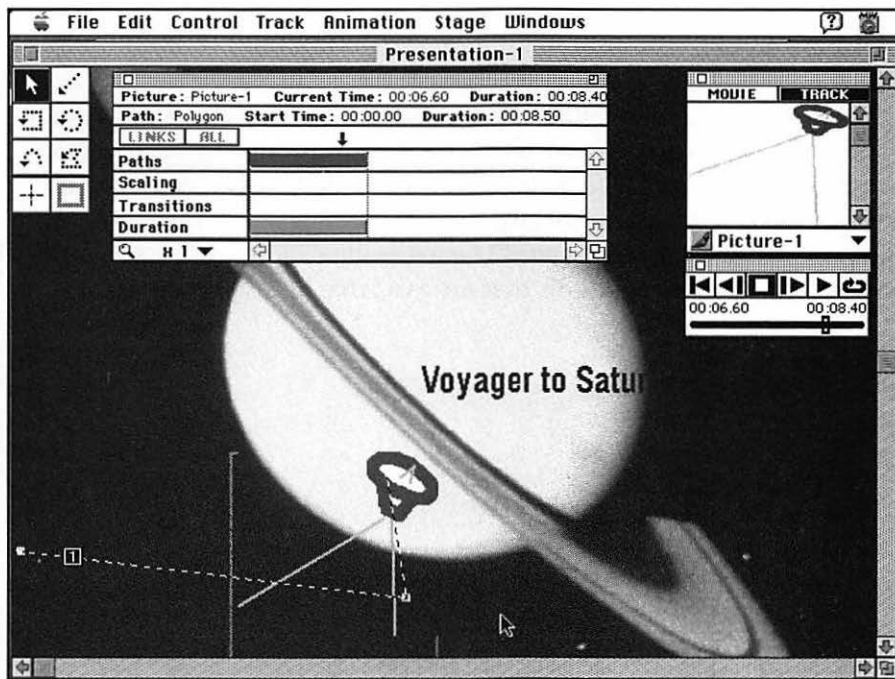 File Edit Control Track Animation Stage Windows
Presentation-1
Picture: Picture-1 Current Time: 00:06.60 Duration: 00:08.40
Path: Polygon Start Time: 00:00.00 Duration: 00:08.50
LINKS ALL
Paths
Scaling
Transitions
Duration
x 1
MOVIE TRACK
Picture-1
00:06.60 00:08.40
Voyager to Satur
1